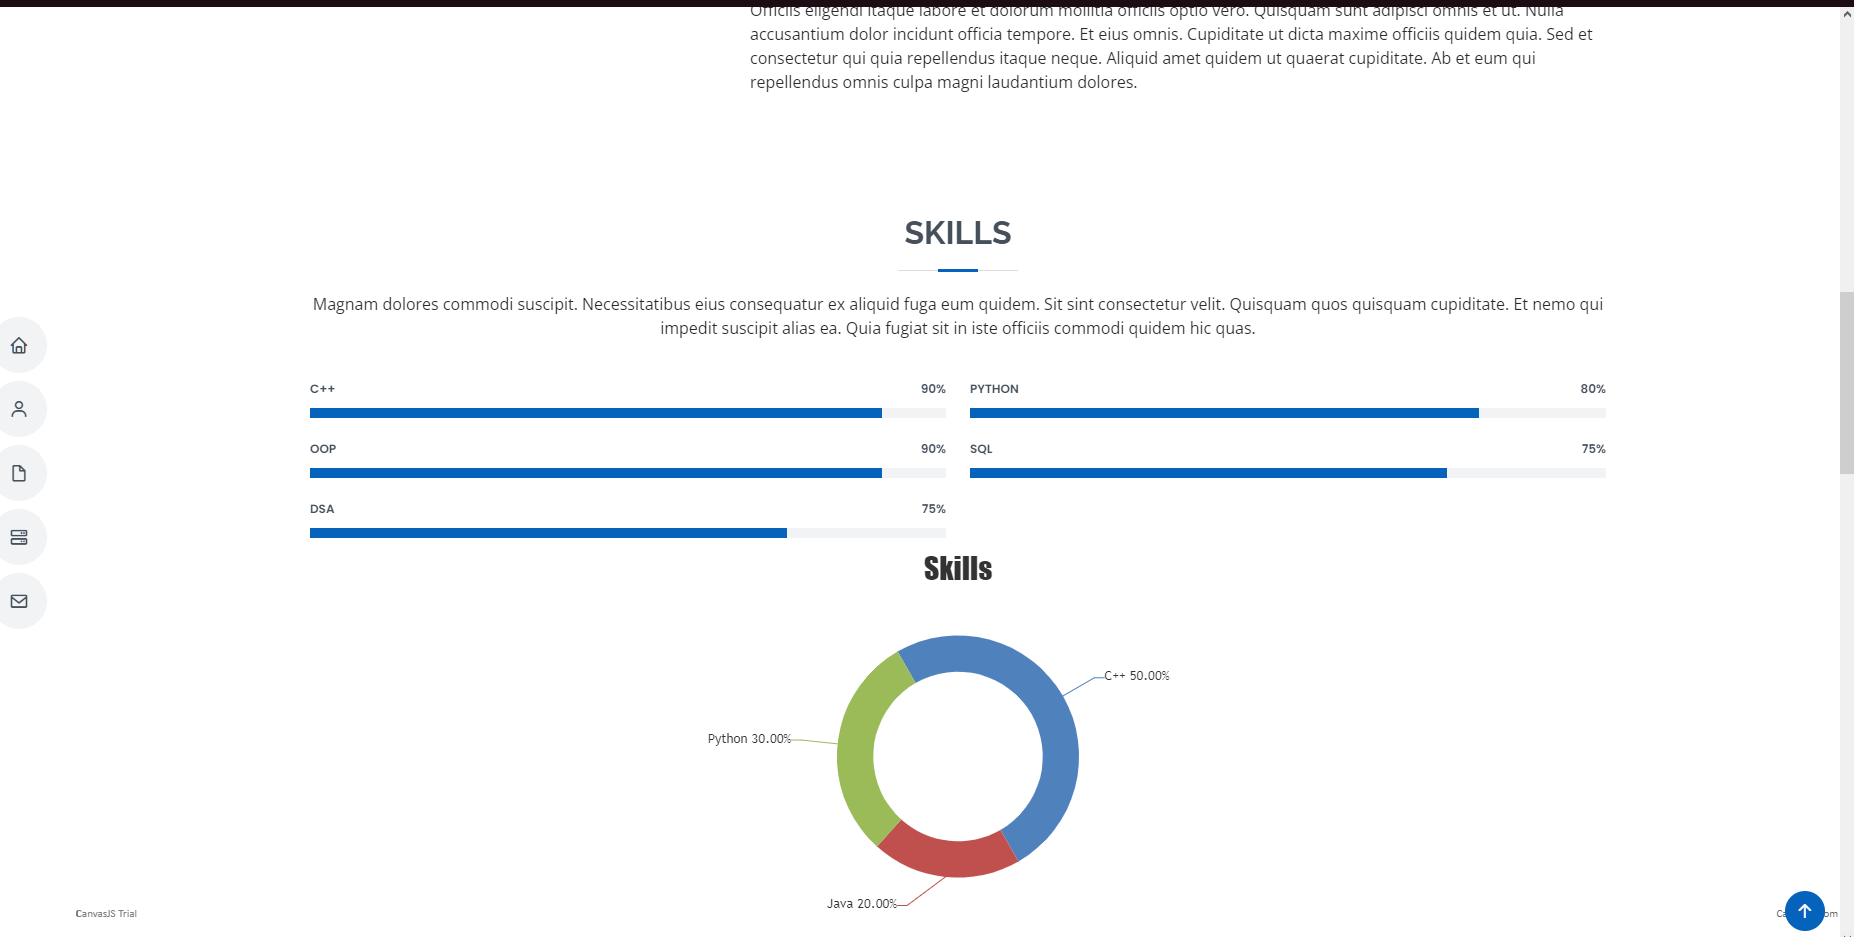 Officiis eligendi itaque labore et dolorum mollitia officiis optio vero. Quisquam sunt adipisci omnis et ut. Nulla
accusantium dolor incidunt officia tempore. Et eius omnis. Cupiditate ut dicta maxime officiis quidem quia. Sed et
consectetur qui quia repellendus itaque neque. Aliquid amet quidem ut quaerat cupiditate. Ab et eum qui
repellendus omnis culpa magni laudantium dolores.
SKILLS
Magnam dolores commodi suscipit. Necessitatibus eius consequatur ex aliquid fuga eum quidem. Sit sint consectetur velit. Quisquam quos quisquam cupiditate. Et nemo qui
impedit suscipit alias ea. Quia fugiat sit in iste officiis commodi quidem hic quas.
C++ 90%
PYTHON 80%
OOP 90%
SQL 75%
DSA 75%
Skills
C++ 50.00%
Python 30.00%
Java 20.00%
CanvasJS Trial